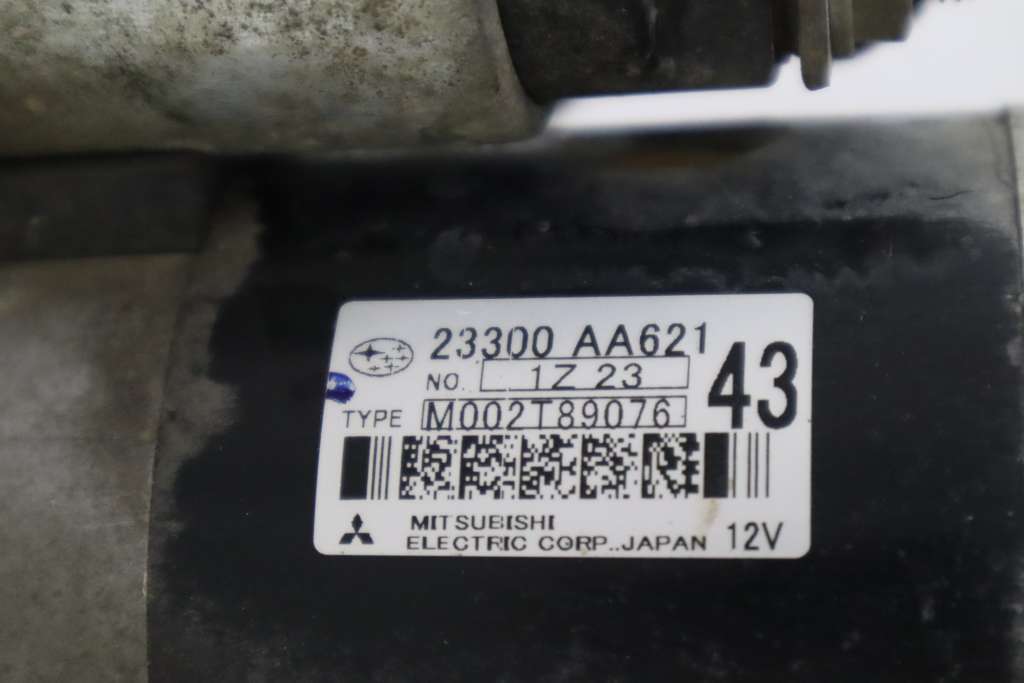 23300 AA621
NO. 1Z 23
43
TYPE M002T89076
MITSUBISHI
ELECTRIC CORP., JAPAN 12V